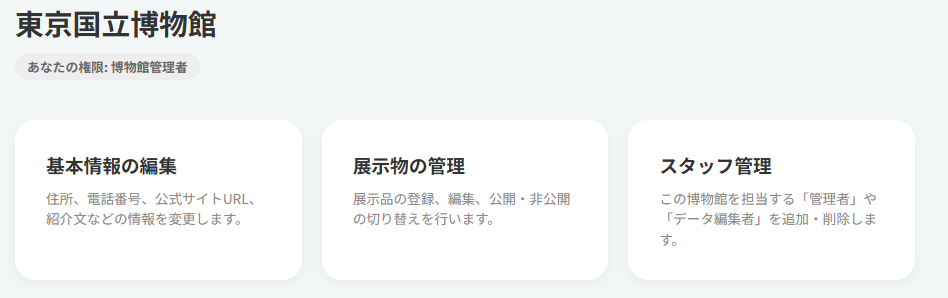 東京国立博物館
あなたの権限: 博物館管理者
基本情報の編集
住所、電話番号、公式サイトURL、
紹介文などの情報を変更します。
展示物の管理
展示品の登録、編集、公開・非公開
の切り替えを行います。
スタッフ管理
この博物館を担当する「管理者」や
「データ編集者」を追加・削除しま
す。